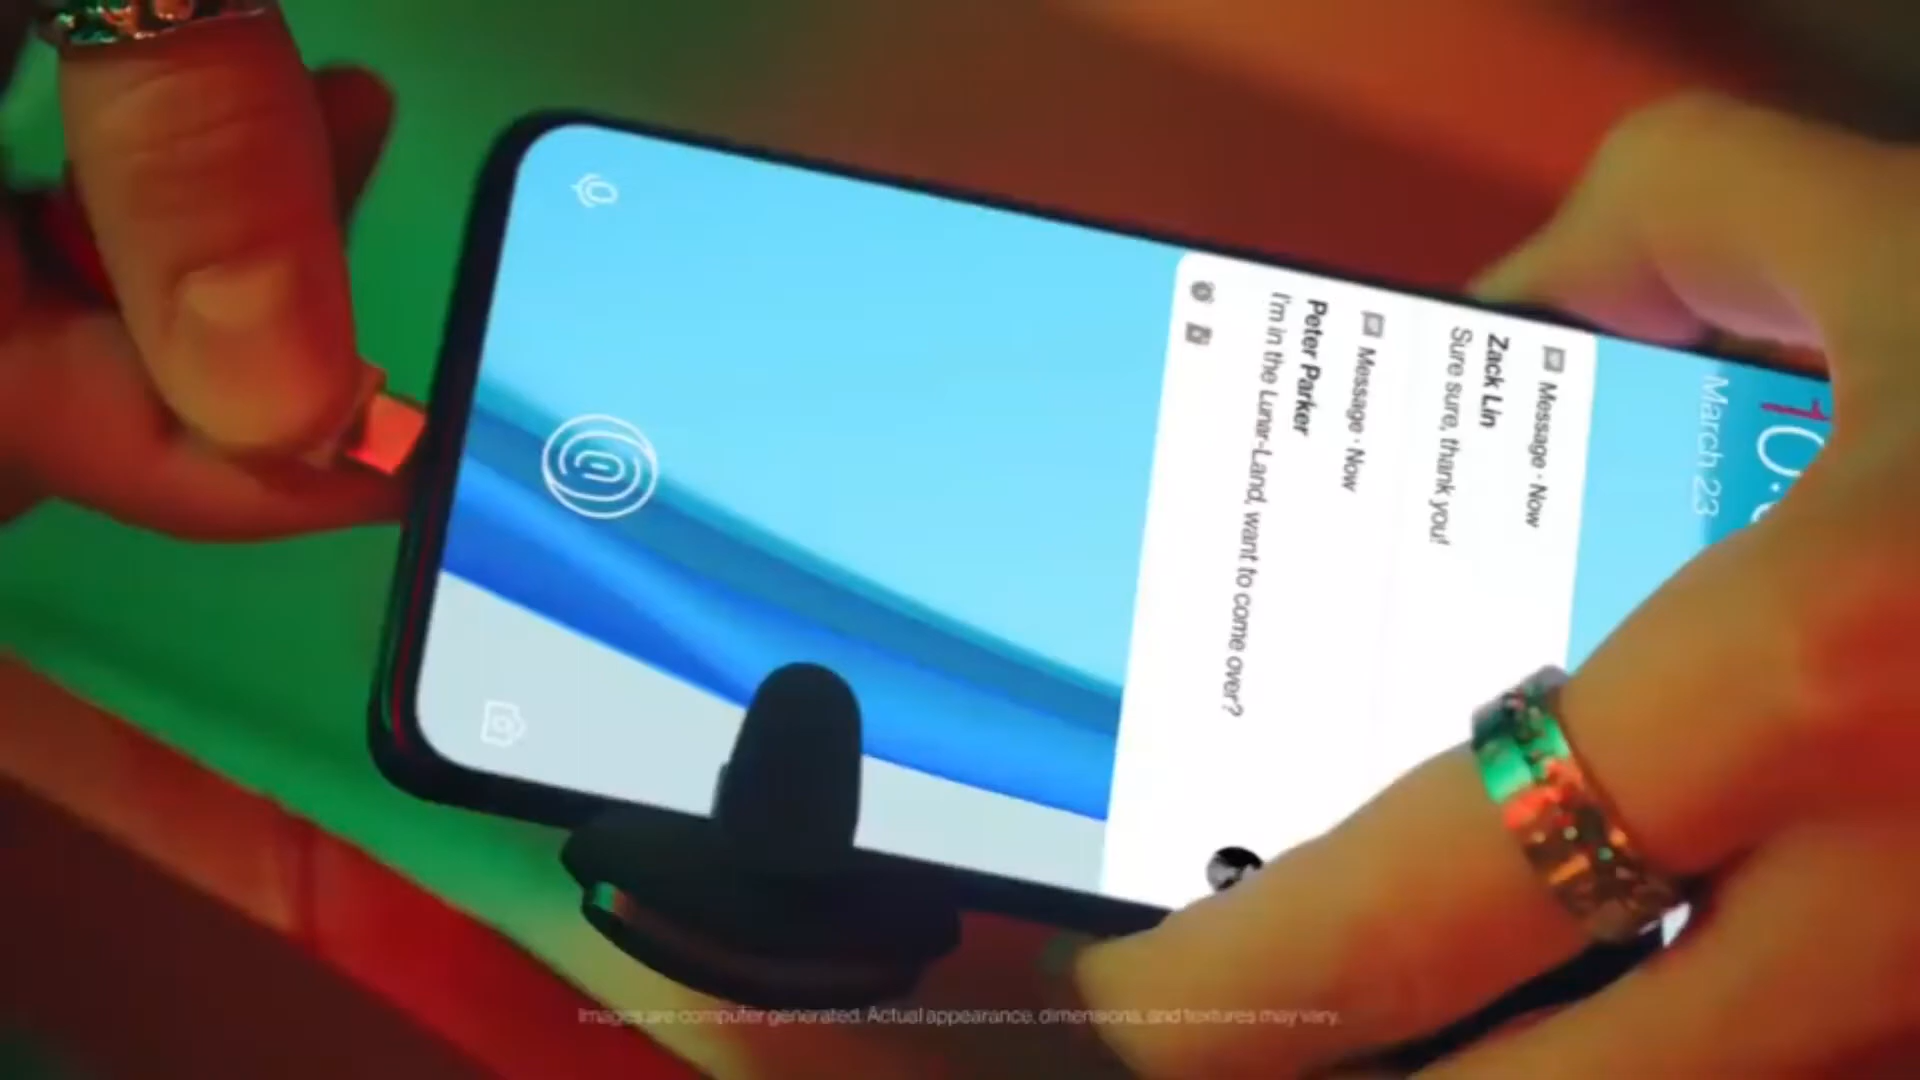 March 23
Message · Now
Zack Lin
Sure sure, thank you!
Message · Now
Peter Parker
I'm in the Lunar-Land, want to come over?
Images are computer generated. Actual appearance, dimensions, and textures may vary.